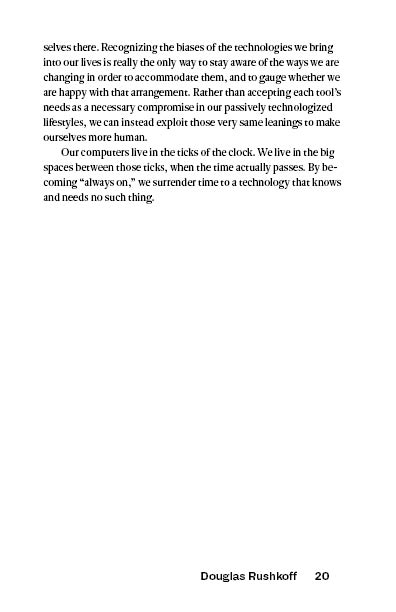 selves there. Recognizing the biases of the technologies we bring
into our lives is really the only way to stay aware of the ways we are
changing in order to accommodate them, and to gauge whether we
are happy with that arrangement. Rather than accepting each tool’s
needs as a necessary compromise in our passively technologized
lifestyles, we can instead exploit those very same leanings to make
ourselves more human.
Our computers live in the ticks of the clock. We live in the big
spaces between those ticks, when the time actually passes. By be-
coming “always on,” we surrender time to a technology that knows
and needs no such thing.
Douglas Rushkoff 20